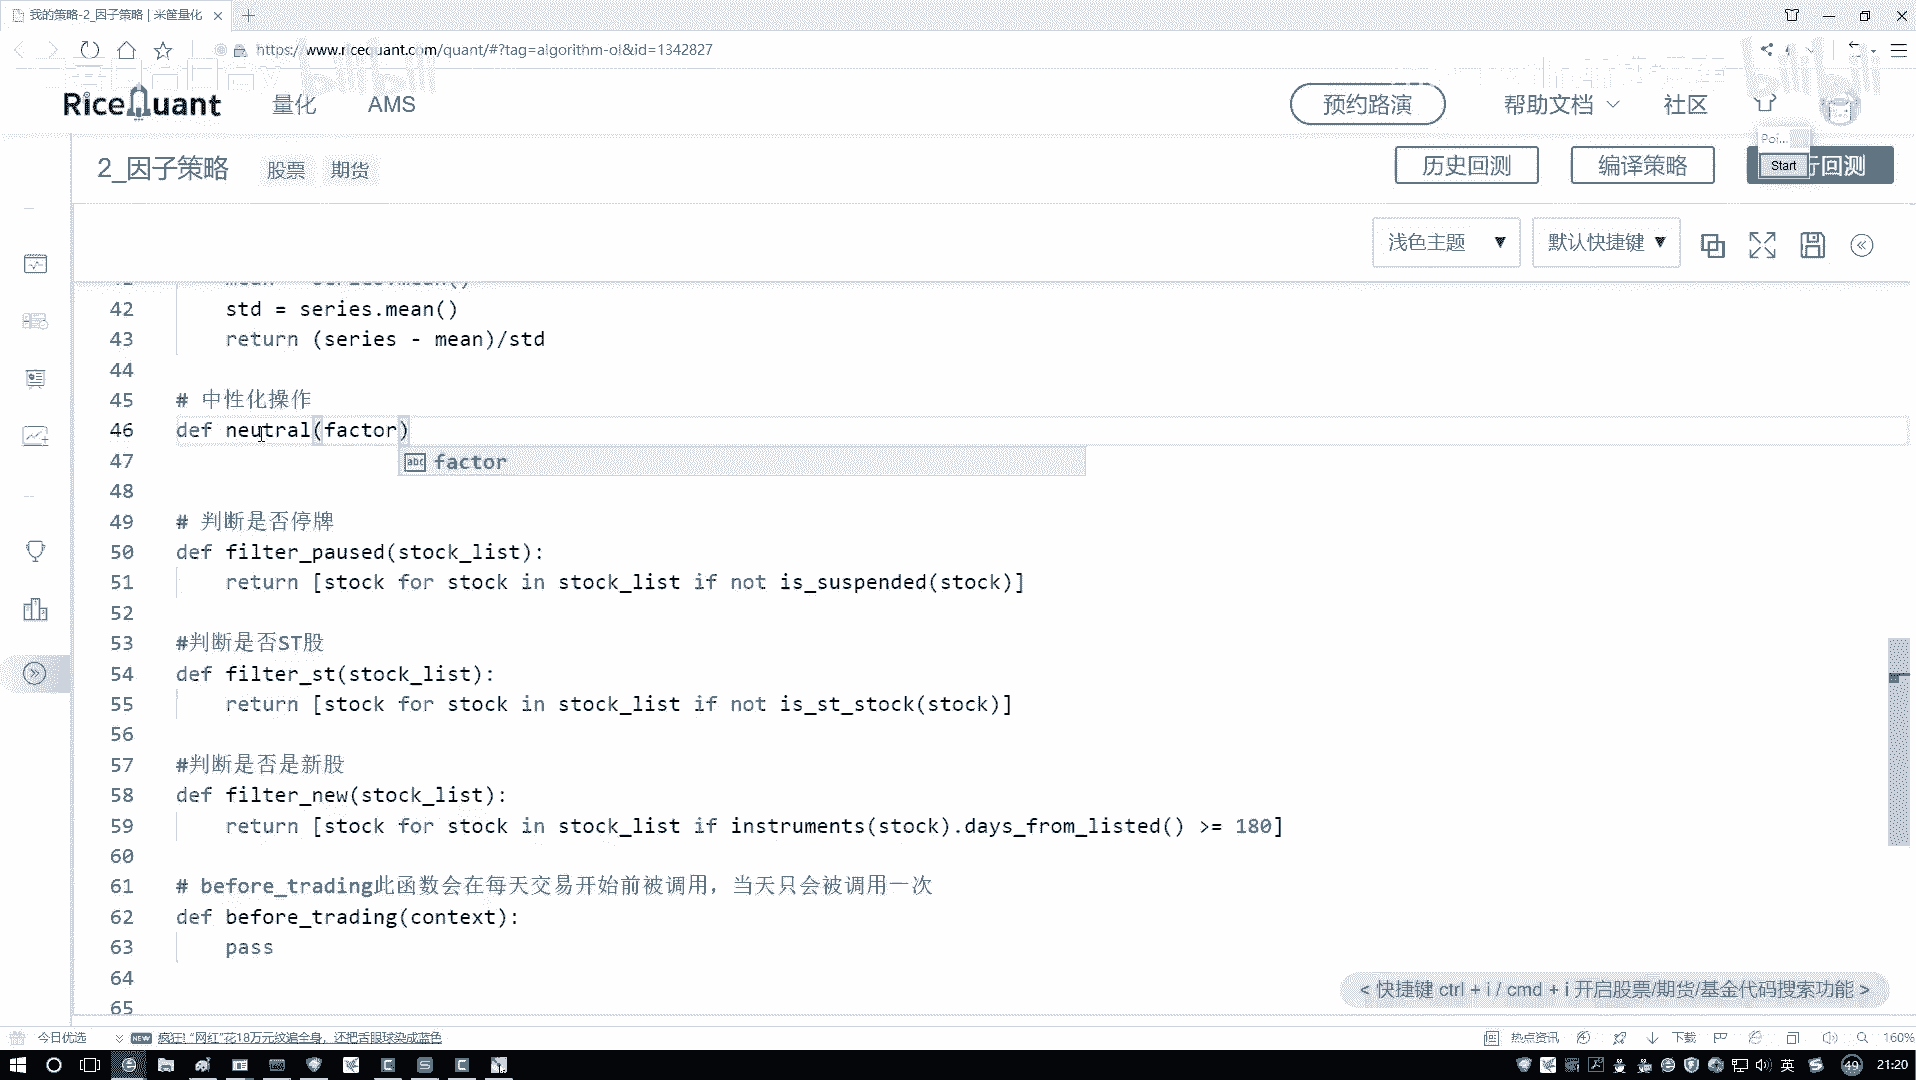 我的策略-2_因子策略 | 米筐量化
https://www.ricequant.com/quant/#?tag=algorithm-ol&id=1342827
bilibili
bilibili
RiceQuant 量化 AMS 预约路演 帮助文档 社区
Poi...
2_因子策略 股票 期货 历史回测 编译策略 Start 行回测
浅色主题 默认快捷键
42 std = series.mean()
43 return (series - mean)/std
44
45 # 中性化操作
46 def neutral(factor)
47 abc factor
48
49 # 判断是否停牌
50 def filter_paused(stock_list):
51 return [stock for stock in stock_list if not is_suspended(stock)]
52
53 #判断是否ST股
54 def filter_st(stock_list):
55 return [stock for stock in stock_list if not is_st_stock(stock)]
56
57 #判断是否是新股
58 def filter_new(stock_list):
59 return [stock for stock in stock_list if instruments(stock).days_from_listed() >= 180]
60
61 # before_trading此函数会在每天交易开始前被调用，当天只会被调用一次
62 def before_trading(context):
63 pass
64
65
< 快捷键 ctrl + i / cmd + i 开启股票/期货/基金代码搜索功能 >
今日优选 NEW 疯狂! "网红"花18万元纹遍全身，还把舌眼球染成蓝色 热点资讯 下载 160%
英 49 21:20